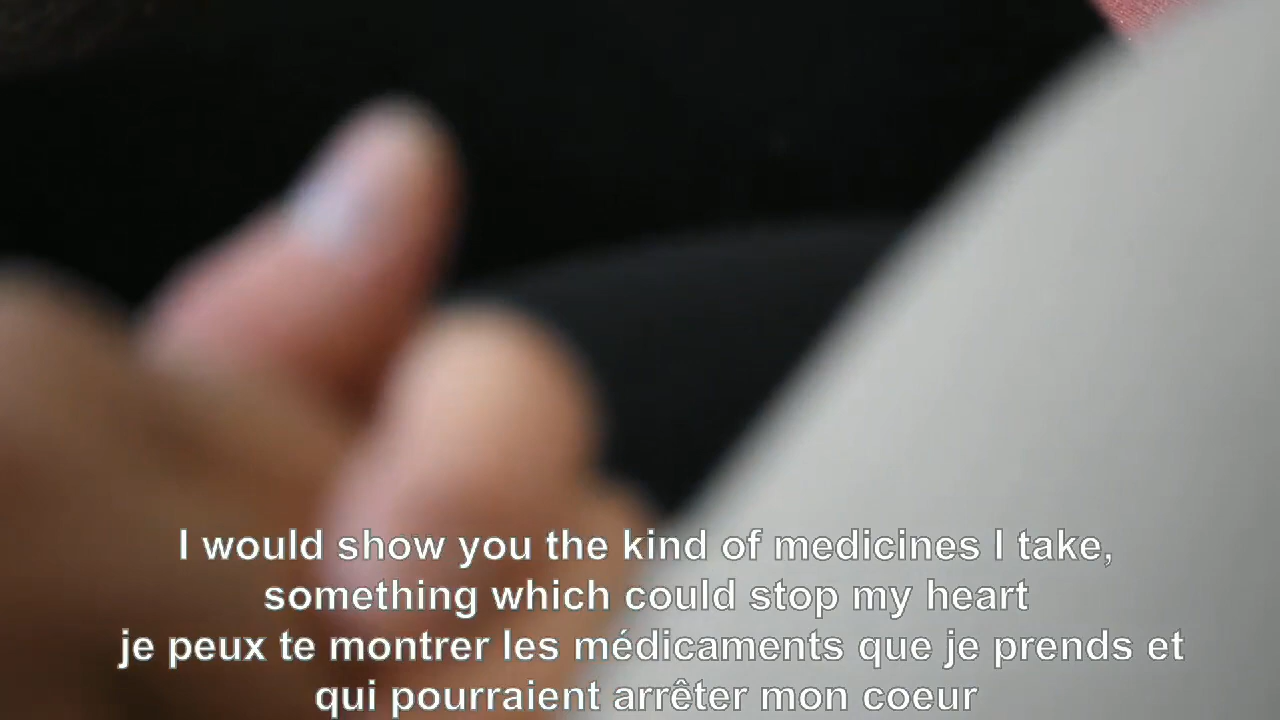 I would show you the kind of medicines I take,
something which could stop my heart
je peux te montrer les médicaments que je prends et
qui pourraient arrêter mon coeur